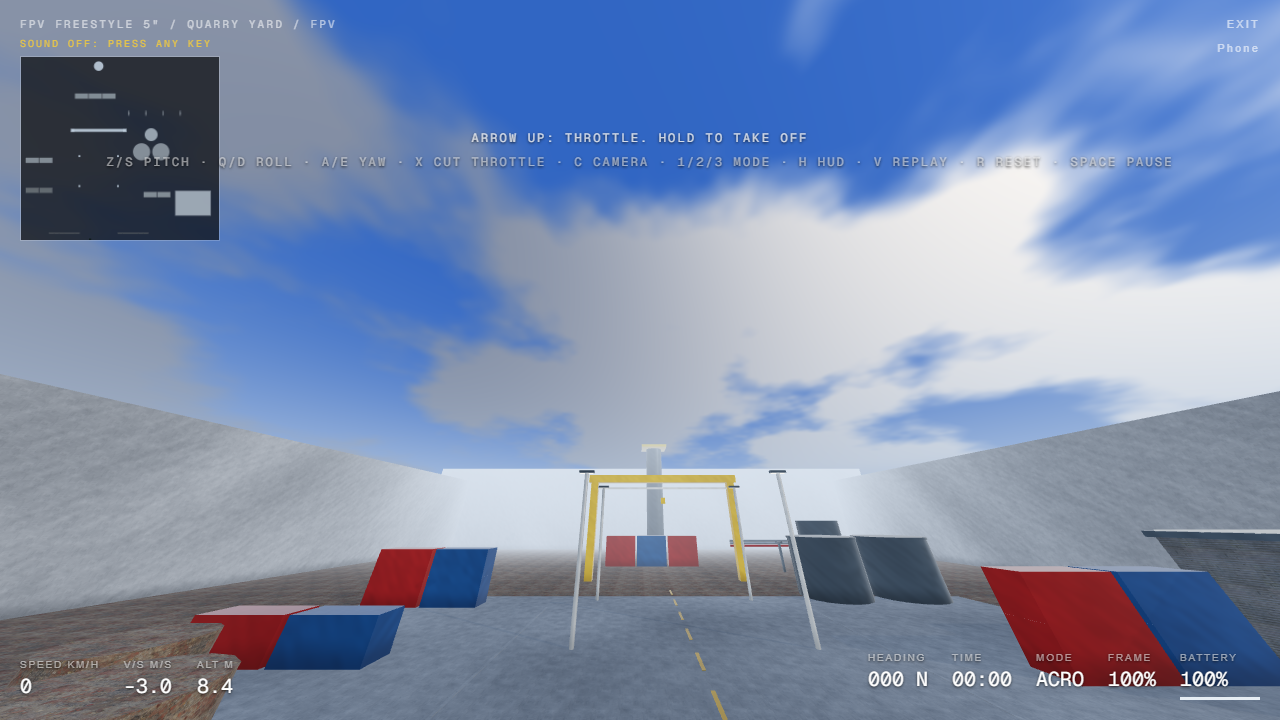 FPV FREESTYLE 5" / QUARRY YARD / FPV
EXIT
SOUND OFF: PRESS ANY KEY
Phone
ARROW UP: THROTTLE. HOLD TO TAKE OFF
Z/S PITCH · Q/D ROLL · A/E YAW · X CUT THROTTLE · C CAMERA · 1/2/3 MODE · H HUD · V REPLAY · R RESET · SPACE PAUSE
SPEED KM/H V/S M/S ALT M
0 -3.0 8.4
HEADING TIME MODE FRAME BATTERY
000 N 00:00 ACRO 100% 100%